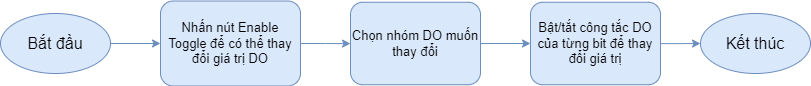 Bắt đầu
Nhấn nút Enable
Toggle để có thể thay
đổi giá trị DO
Chọn nhóm DO muốn
thay đổi
Bật/tắt công tắc DO
của từng bit để thay
đổi giá trị
Kết thúc